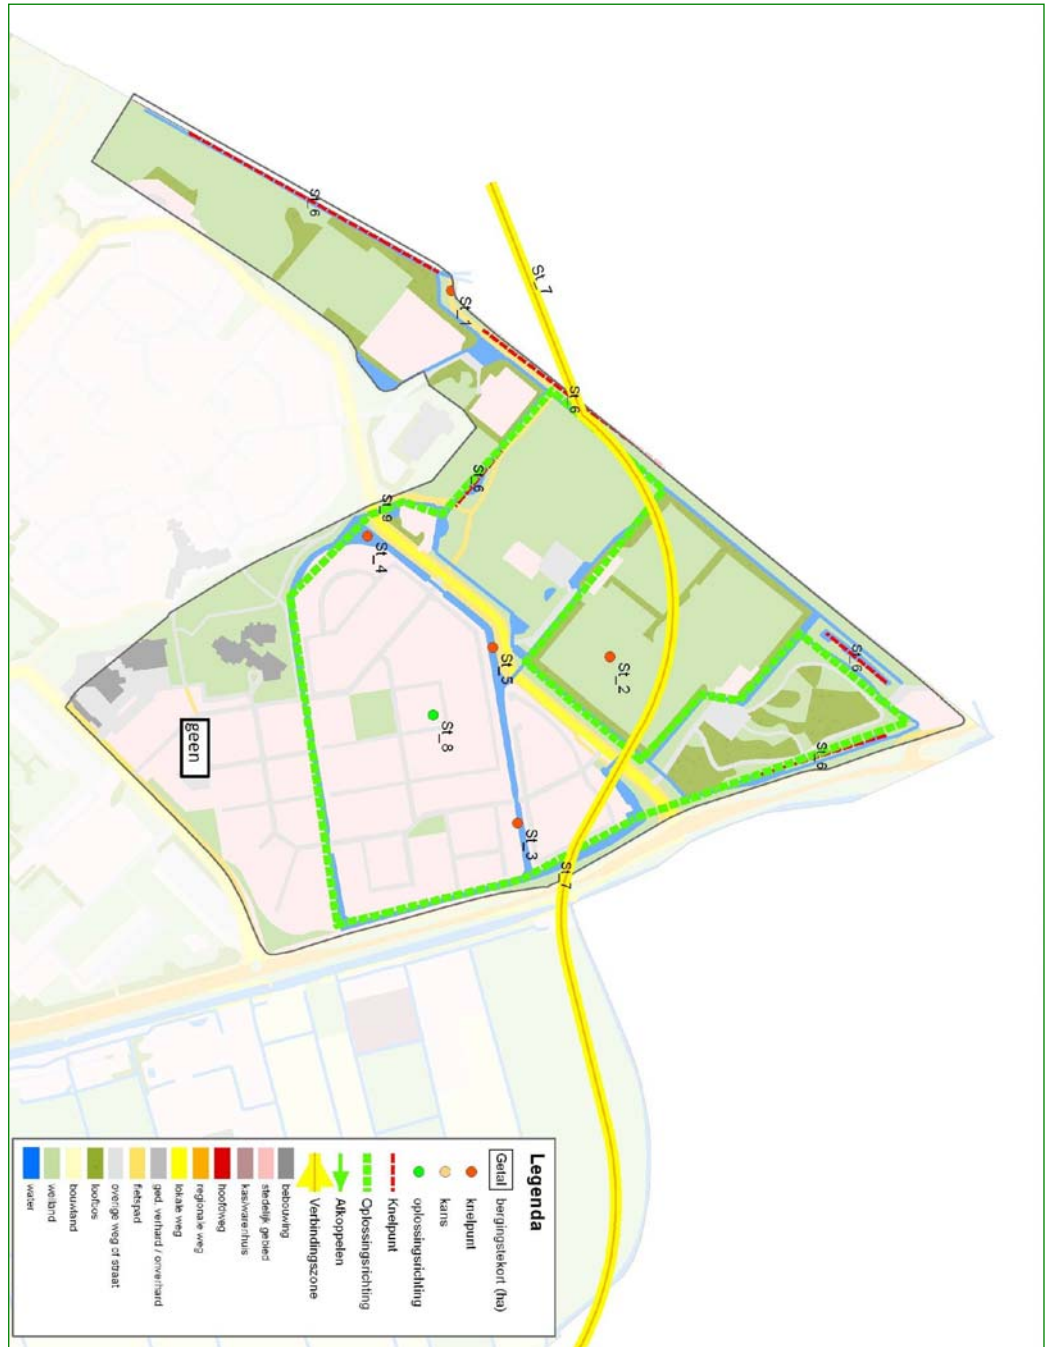 St_6
St_7
St_1
St_6
St_6
St_9
St_4
St_5
St_2
St_6
St_6
St_8
St_3
St_7
geen
Legenda
Getal bergingstekort (ha)
knelpunt
kans
oplossingsrichting
Knelpunt
Oplossingsrichting
Afkoppelen
Verbindingszone
bebouwing
stedelijk gebied
kas/warenhuis
hoofdweg
regionale weg
lokale weg
ged. verhard / onverhard
fietspad
overige weg of straat
loofbos
bouwland
weiland
water